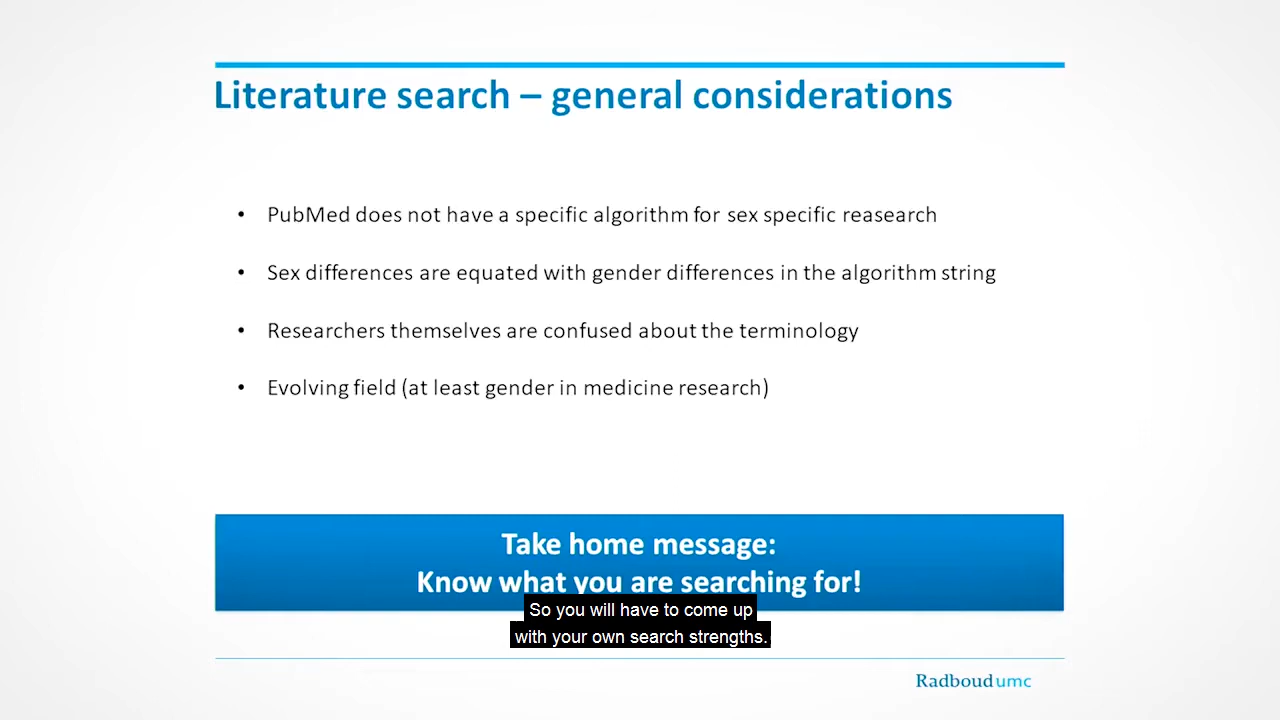 Literature search – general considerations
• PubMed does not have a specific algorithm for sex specific reasearch
• Sex differences are equated with gender differences in the algorithm string
• Researchers themselves are confused about the terminology
• Evolving field (at least gender in medicine research)
Take home message:
Know what you are searching for!
So you will have to come up
with your own search strengths.
Radboudumc